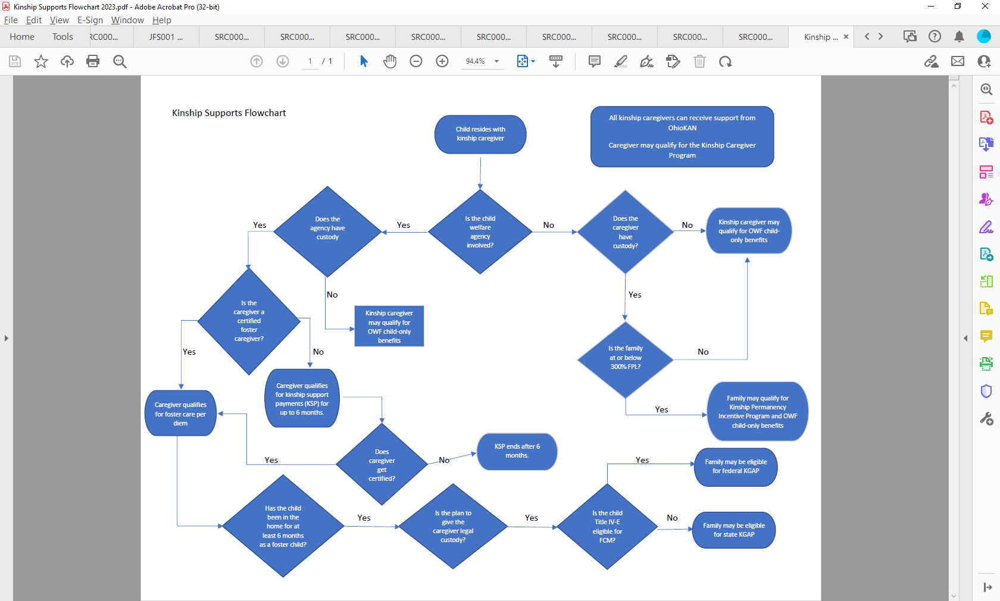 Kinship Supports Flowchart 2023.pdf - Adobe Acrobat Pro (32-bit)
File Edit View E-Sign Window Help
Home Tools RC000... JFS001 ... SRC000... SRC000... SRC000... SRC000... SRC000... SRC000... SRC000... SRC000... SRC000... Kinship ... ×
1 / 1 94.4%
Kinship Supports Flowchart
Child resides with
kinship caregiver
All kinship caregivers can receive support from
OhioKAN
Caregiver may qualify for the Kinship Caregiver
Program
Is the child
welfare
agency
involved?
Yes
No
Does the
agency have
custody
Yes
No
Does the
caregiver
have
custody?
No
Yes
Kinship caregiver may
qualify for OWF child-
only benefits
Is the
caregiver a
certified
foster
caregiver?
Yes
No
Kinship caregiver
may qualify for
OWF child-only
benefits
Is the family
at or below
300% FPL?
No
Yes
Family may qualify for
Kinship Permanency
Incentive Program and OWF
child-only benefits
Caregiver qualifies
for foster care per
diem
Caregiver qualifies
for kinship support
payments (KSP) for
up to 6 months.
Does
caregiver
get
certified?
Yes
No
KSP ends after 6
months.
Has the child
been in the
home for at
least 6 months
as a foster child?
Yes
Is the plan to
give the
caregiver legal
custody?
Yes
Is the child
Title IV-E
eligible for
FCM?
Yes
No
Family may be eligible
for federal KGAP
Family may be eligible
for state KGAP